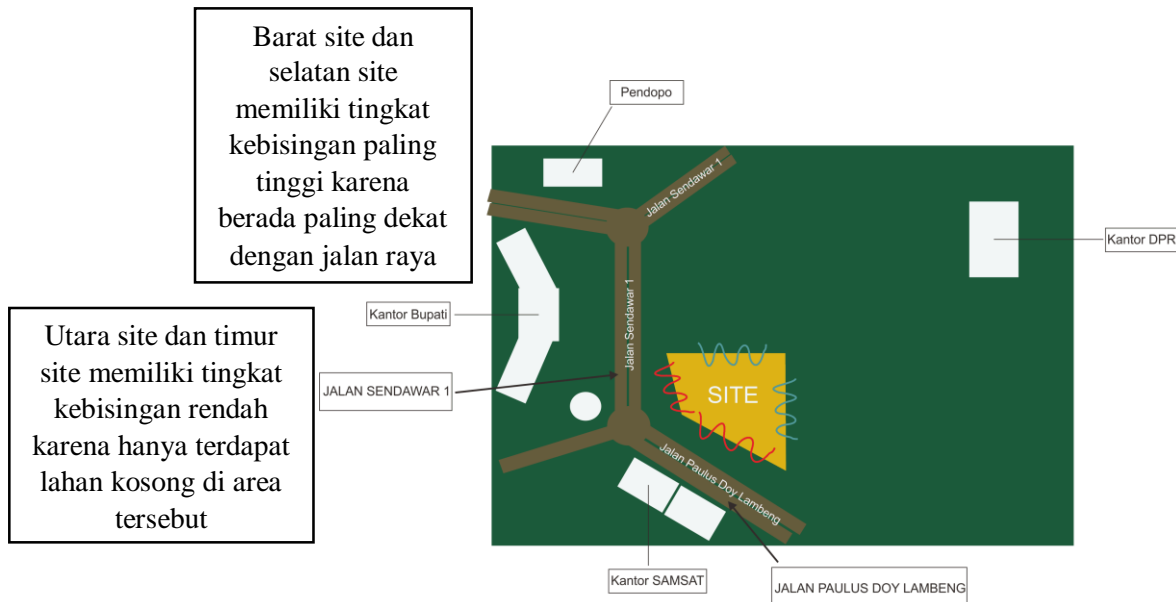 Barat site dan
selatan site
memiliki tingkat
kebisingan paling
tinggi karena
berada paling dekat
dengan jalan raya
Utara site dan timur
site memiliki tingkat
kebisingan rendah
karena hanya terdapat
lahan kosong di area
tersebut
Pendopo
Jalan Sendawar 1
Kantor DPR
Kantor Bupati
Jalan Sendawar 1
JALAN SENDAWAR 1
SITE
Jalan Paulus Doy Lambeng
Kantor SAMSAT
JALAN PAULUS DOY LAMBENG